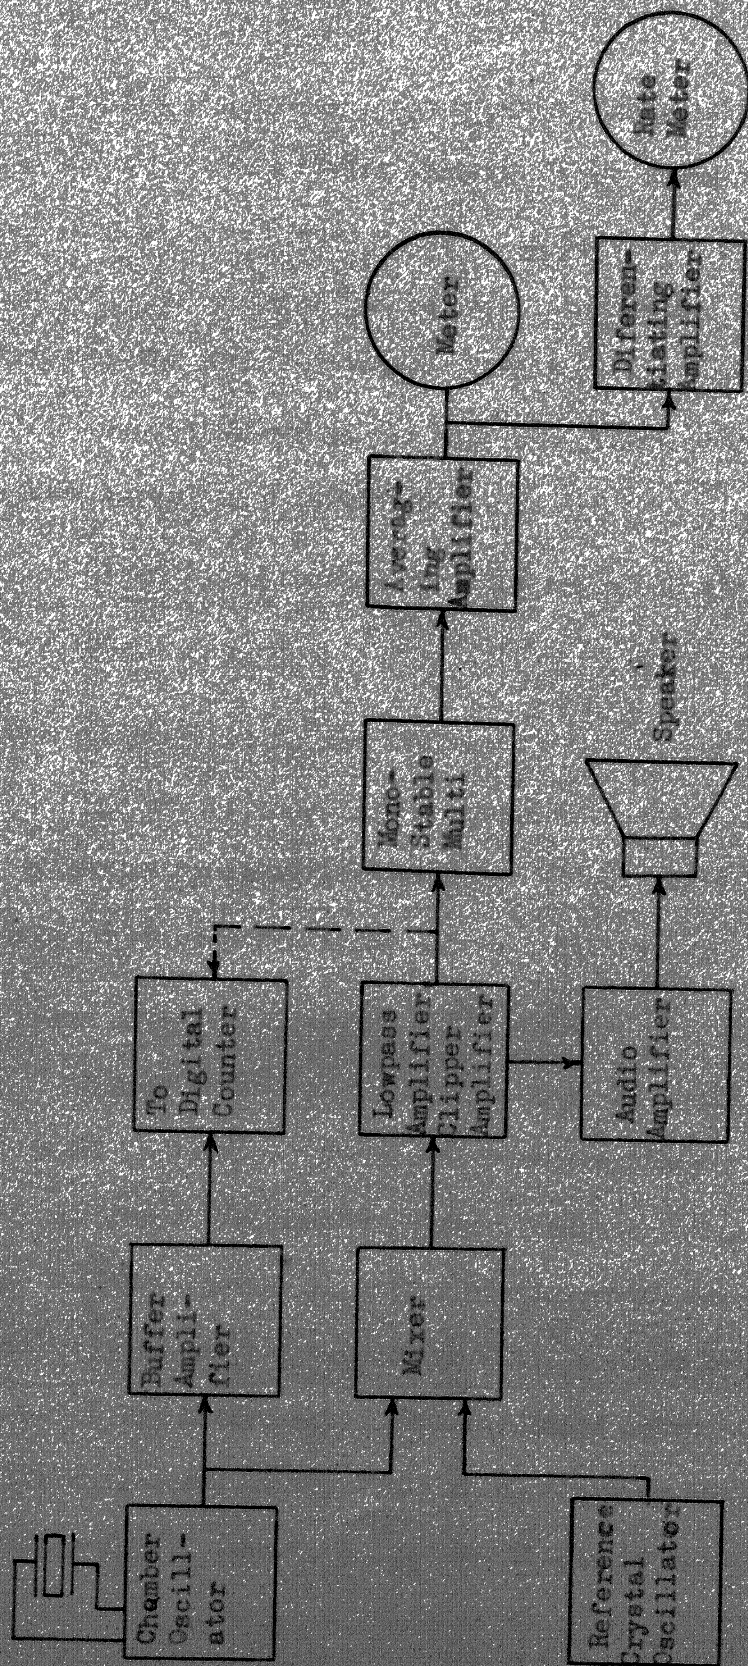 Chamber
Oscill-
ator
Buffer
Ampli-
fier
To
Digital
Counter
Reference
Crystal
Oscillator
Mixer
Lowpass
Amplifier
Clipper
Amplifier
Audio
Amplifier
Speaker
Mono-
Stable
Multi
Averag-
ing
Amplifier
Meter
Diferen-
tiating
Amplifier
Rate
Meter